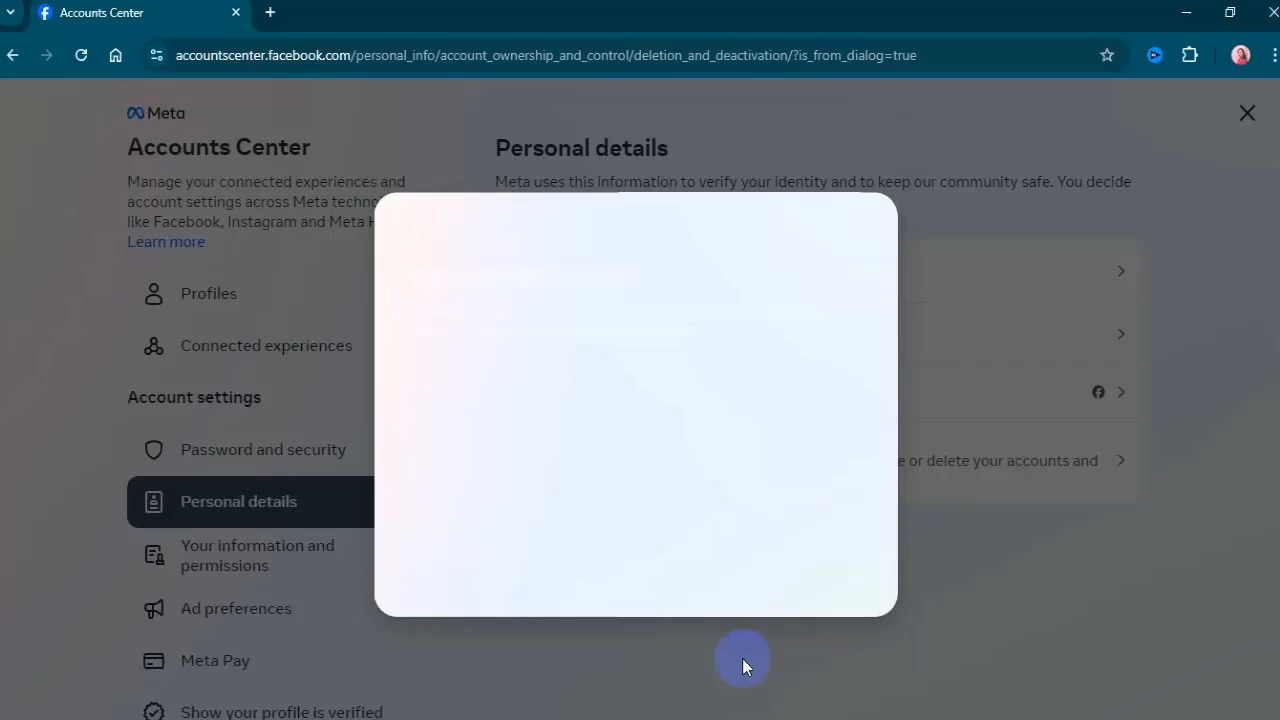 Accounts Center
accountscenter.facebook.com/personal_info/account_ownership_and_control/deletion_and_deactivation/?is_from_dialog=true
Meta
Accounts Center
Manage your connected experiences and
account settings across Meta techno
like Facebook, Instagram and Meta H
Learn more
Profiles
Connected experiences
Account settings
Password and security
Personal details
Your information and
permissions
Ad preferences
Meta Pay
Show your profile is verified
Personal details
Meta uses this information to verify your identity and to keep our community safe. You decide
e or delete your accounts and